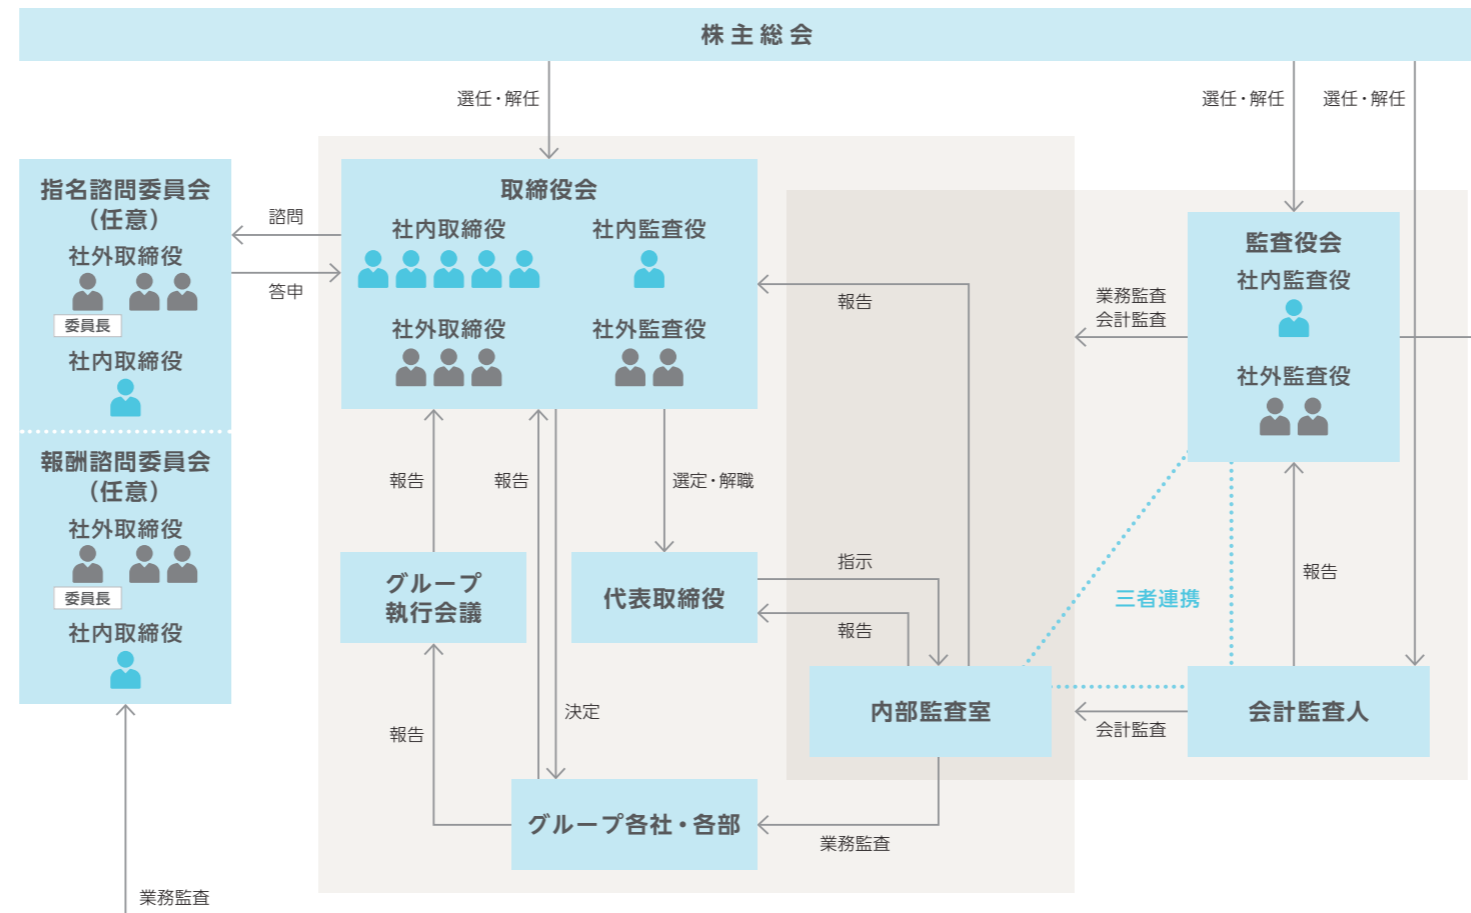 株主総会
選任・解任
選任・解任
選任・解任
指名諮問委員会
（任意）
社外取締役
委員長
社内取締役
報酬諮問委員会
（任意）
社外取締役
委員長
社内取締役
業務監査
諮問
答申
取締役会
社内取締役
社内監査役
社外取締役
社外監査役
報告
業務監査
会計監査
監査役会
社内監査役
社外監査役
報告
報告
選定・解職
グループ
執行会議
代表取締役
指示
報告
三者連携
報告
内部監査室
会計監査人
会計監査
決定
報告
グループ各社・各部
業務監査